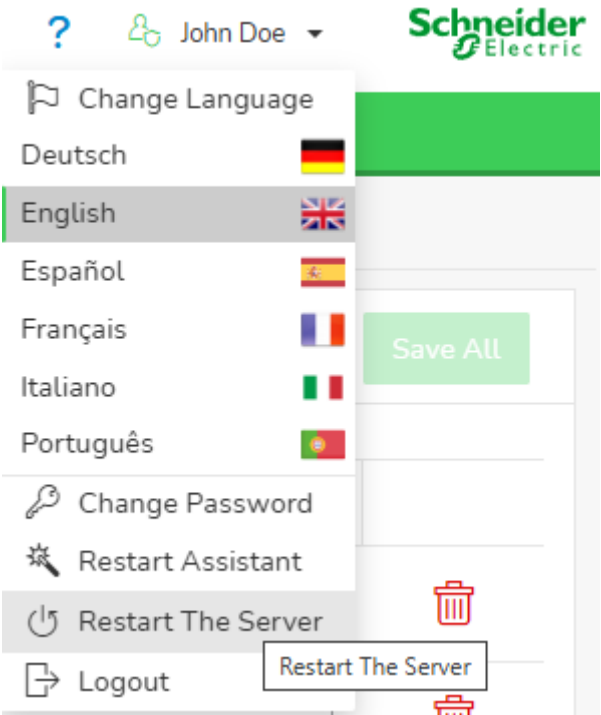 ?
John Doe
Schneider
Electric
Change Language
Deutsch
English
Español
Français
Save All
Italiano
Português
Change Password
Restart Assistant
Restart The Server
Restart The Server
Logout